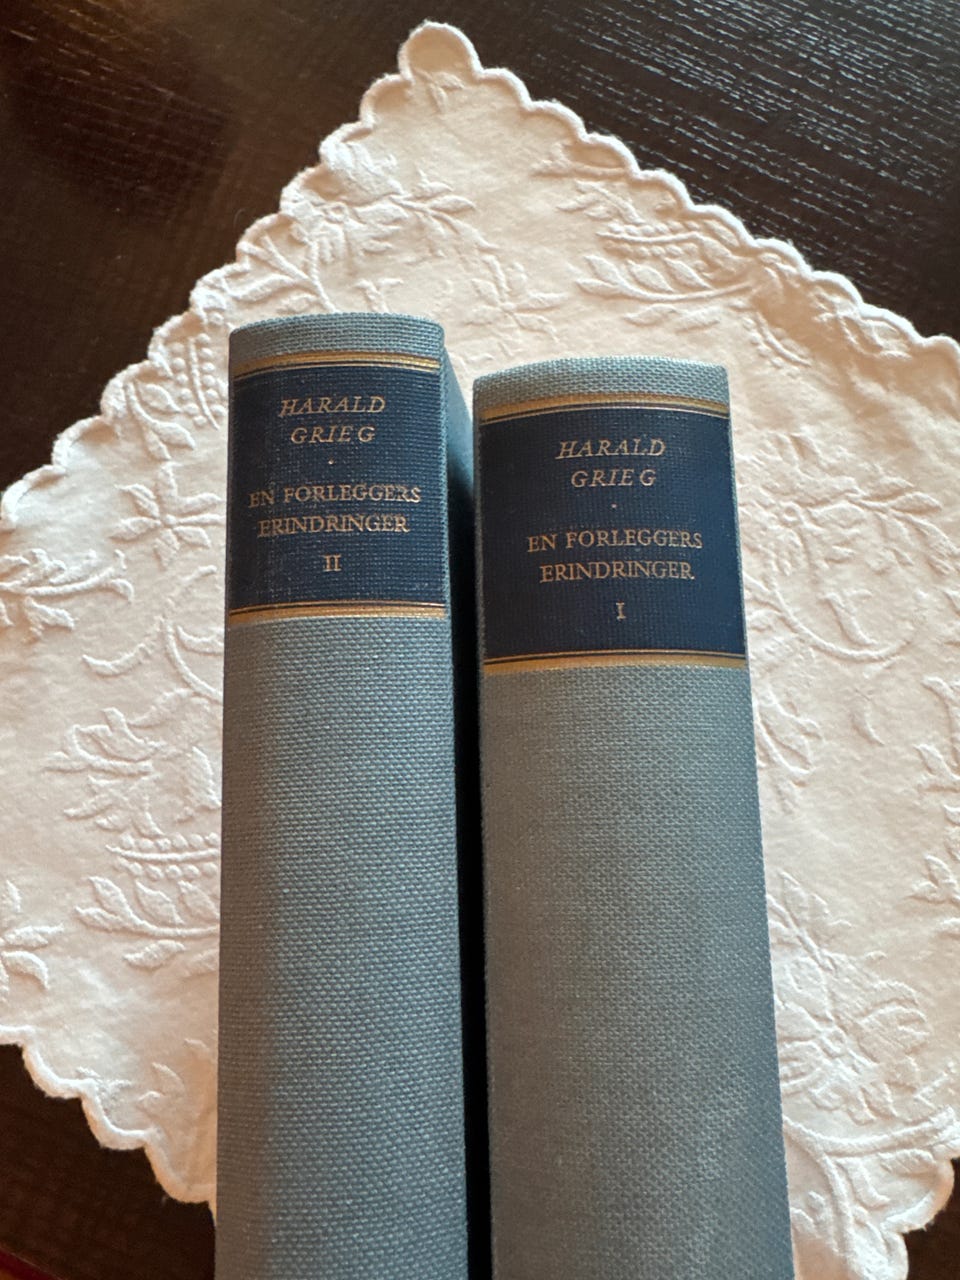 HARALD
GRIEG
EN FORLEGGERS
ERINDRINGER
II
HARALD
GRIEG
EN FORLEGGERS
ERINDRINGER
I